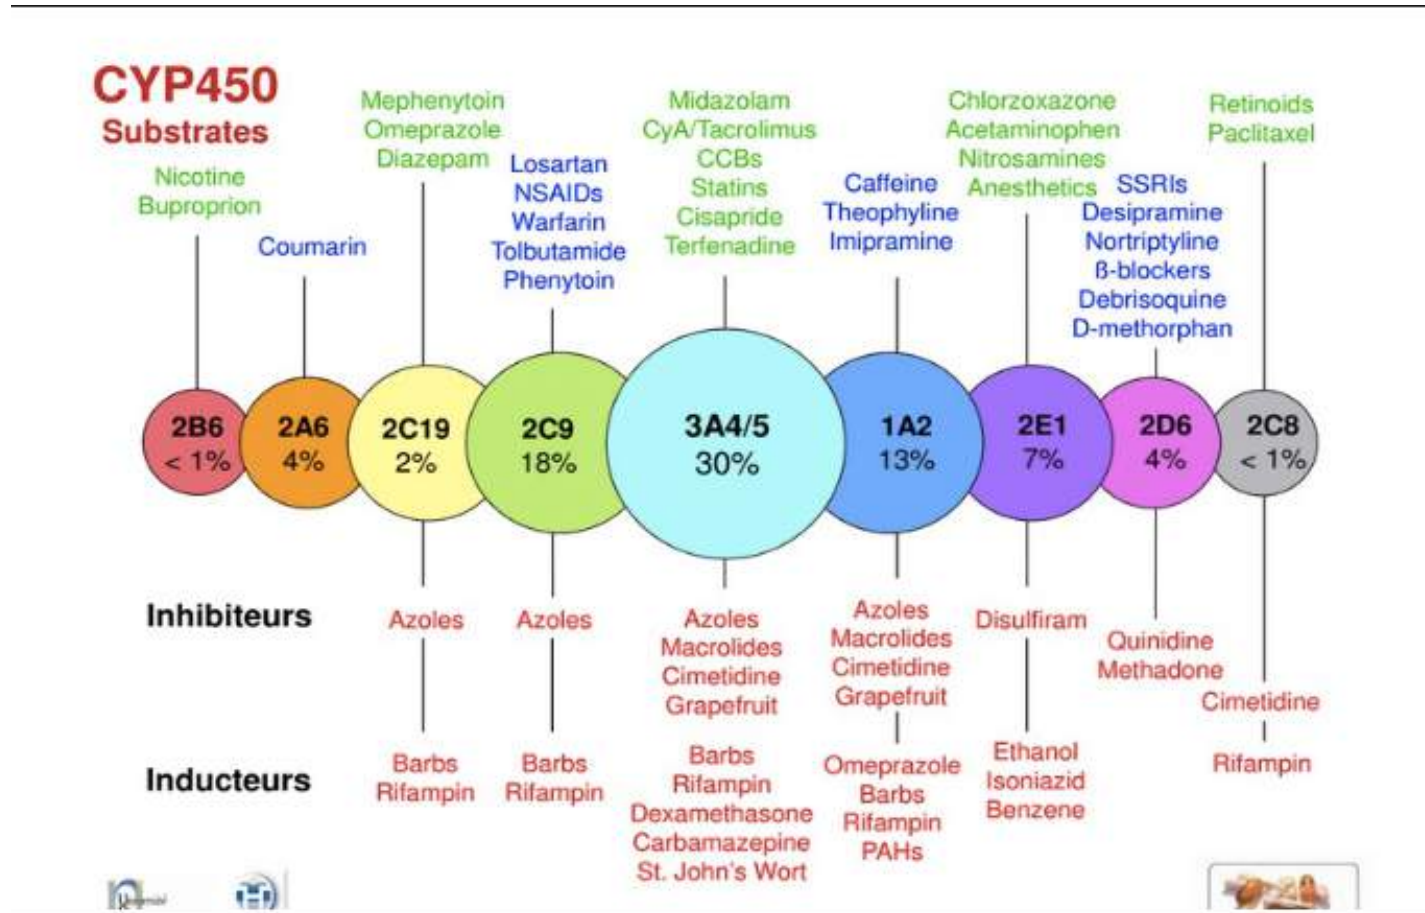 CYP450
Substrates
Nicotine
Buproprion
Coumarin
Mephenytoin
Omeprazole
Diazepam
Losartan
NSAIDs
Warfarin
Tolbutamide
Phenytoin
Midazolam
CyA/Tacrolimus
CCBs
Statins
Cisapride
Terfenadine
Caffeine
Theophyline
Imipramine
Chlorzoxazone
Acetaminophen
Nitrosamines
Anesthetics
SSRIs
Desipramine
Nortriptyline
ß-blockers
Debrisoquine
D-methorphan
Retinoids
Paclitaxel
2B6
< 1%
2A6
4%
2C19
2%
2C9
18%
3A4/5
30%
1A2
13%
2E1
7%
2D6
4%
2C8
< 1%
Inhibiteurs
Azoles
Azoles
Azoles
Macrolides
Cimetidine
Grapefruit
Azoles
Macrolides
Cimetidine
Grapefruit
Disulfiram
Quinidine
Methadone
Cimetidine
Inducteurs
Barbs
Rifampin
Barbs
Rifampin
Barbs
Rifampin
Dexamethasone
Carbamazepine
St. John's Wort
Omeprazole
Barbs
Rifampin
PAHs
Ethanol
Isoniazid
Benzene
Rifampin